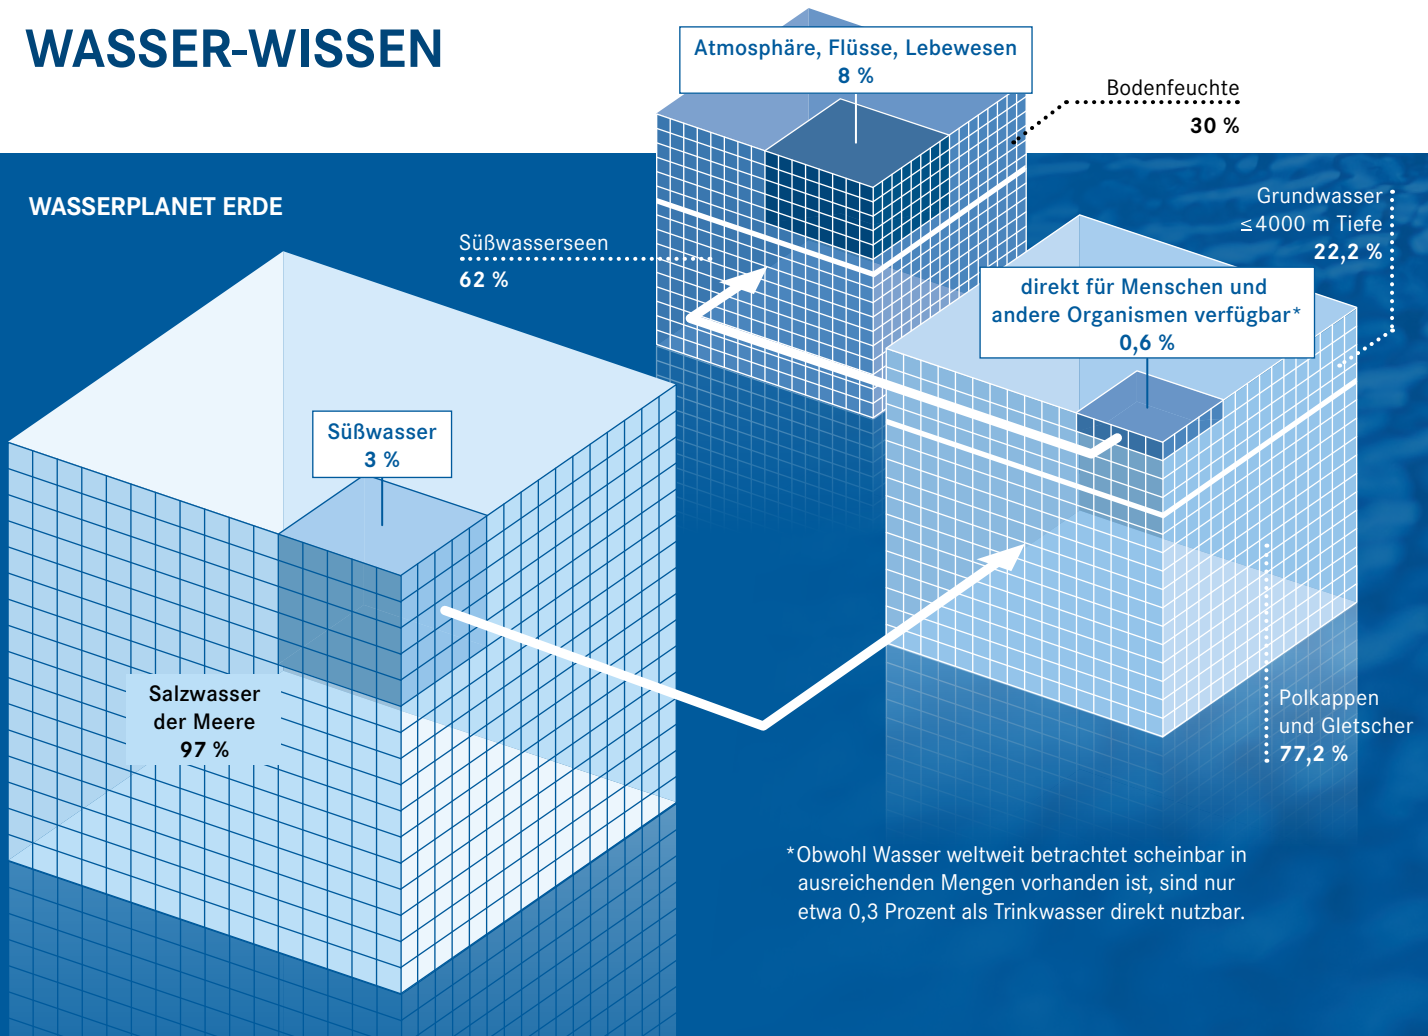 WASSER-WISSEN
WASSERPLANET ERDE
Atmosphäre, Flüsse, Lebewesen
8 %
Bodenfeuchte
30 %
Süßwasserseen
62 %
Grundwasser
≤ 4000 m Tiefe
22,2 %
direkt für Menschen und
andere Organismen verfügbar*
0,6 %
Süßwasser
3 %
Salzwasser
der Meere
97 %
Polkappen
und Gletscher
77,2 %
*Obwohl Wasser weltweit betrachtet scheinbar in
ausreichenden Mengen vorhanden ist, sind nur
etwa 0,3 Prozent als Trinkwasser direkt nutzbar.